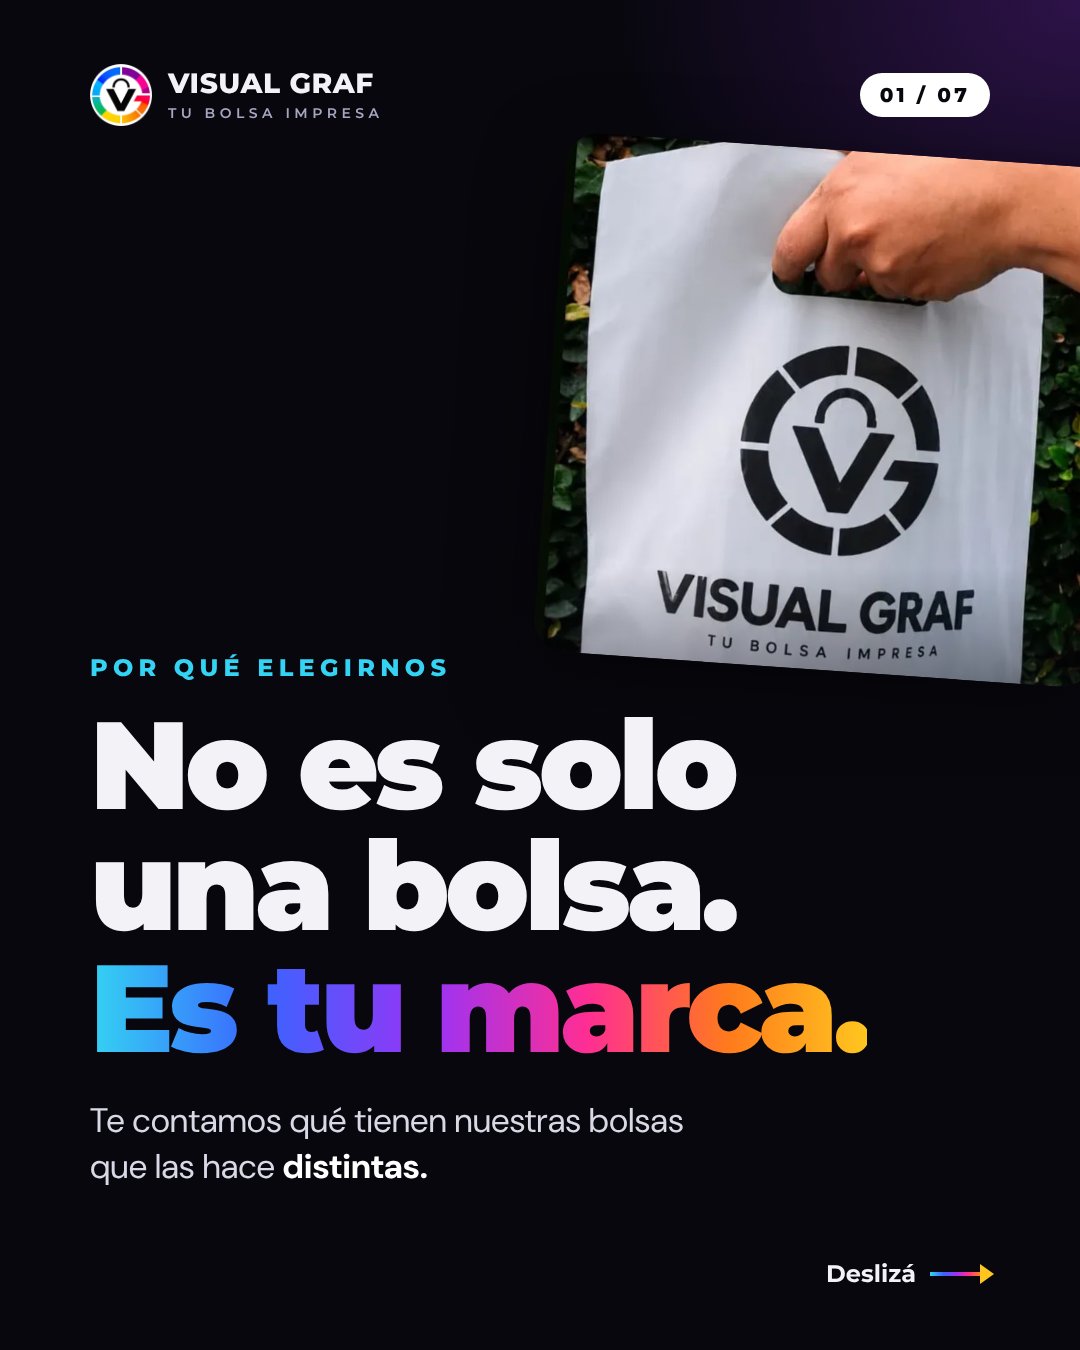 VISUAL GRAF
TU BOLSA IMPRESA
01 / 07
VISUAL GRAF
TU BOLSA IMPRESA
POR QUÉ ELEGIRNOS
No es solo
una bolsa.
Es tu marca.
Te contamos qué tienen nuestras bolsas
que las hace distintas.
Deslizá